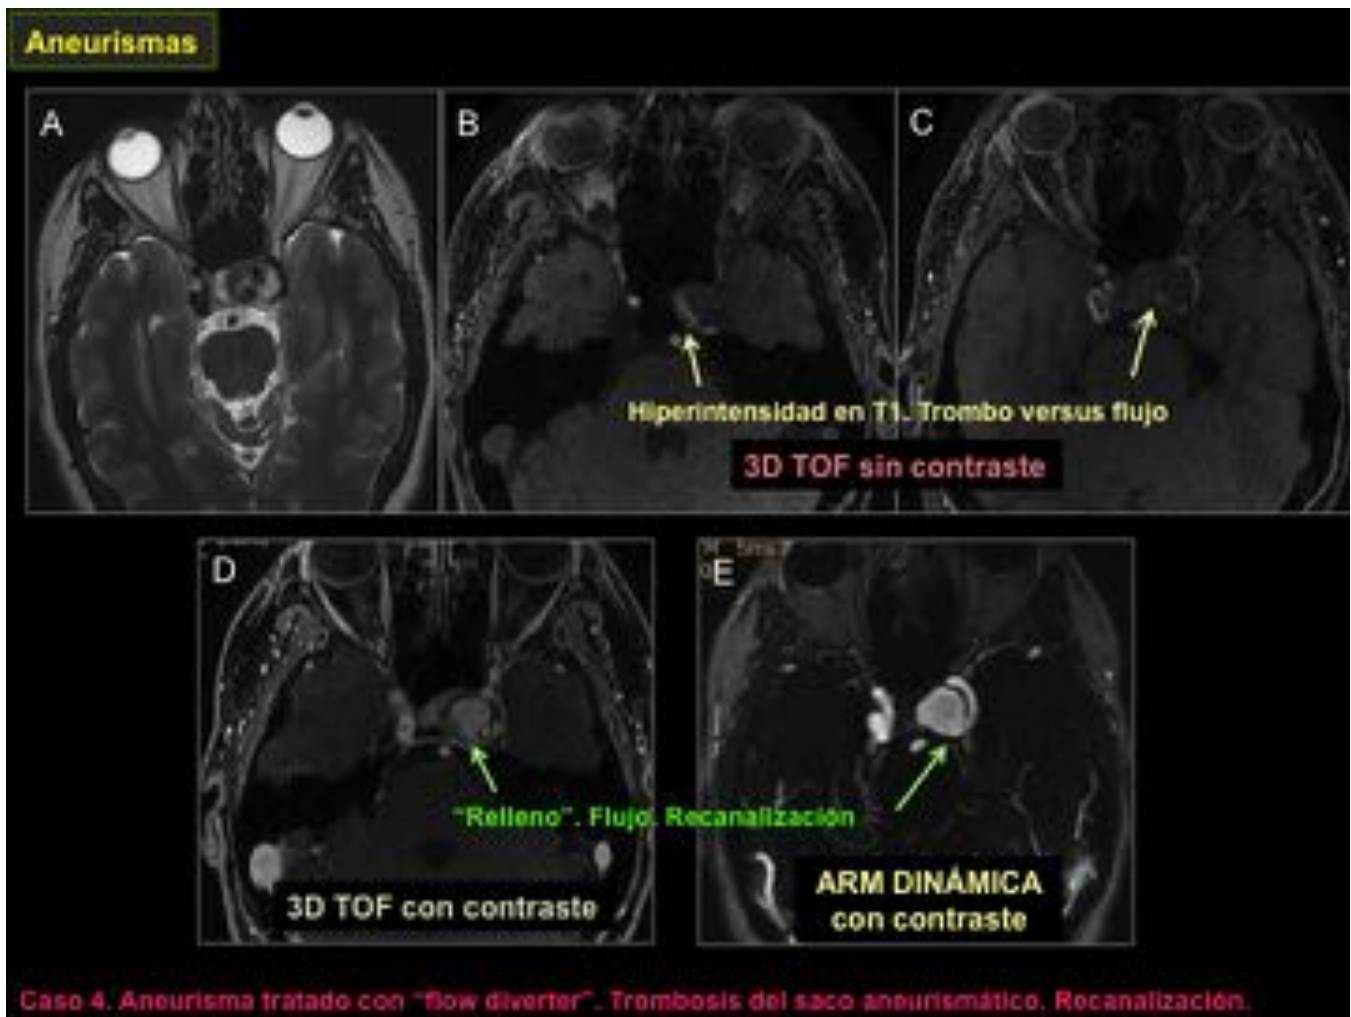 Aneurismas
A
B
C
Hiperintensidad en T1. Trombo versus flujo
3D TOF sin contraste
D
E
"Relleno". Flujo. Recanalización
3D TOF con contraste
ARM DINÁMICA
con contraste
Caso 4. Aneurisma tratado con "flow diverter". Trombosis del saco aneurismático. Recanalización.